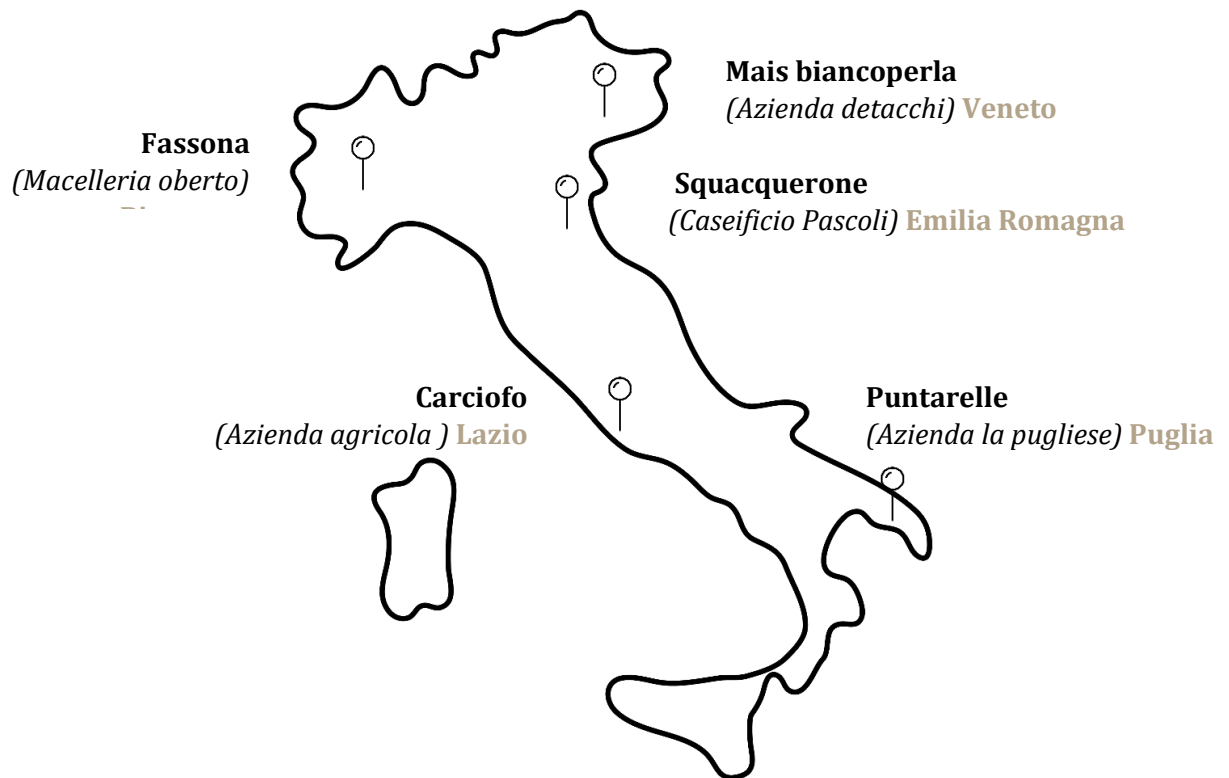 Mais biancoperla
(Azienda detacchi) Veneto
Fassona
(Macelleria oberto)
Squacquerone
(Caseificio Pascoli) Emilia Romagna
Carciofo
(Azienda agricola ) Lazio
Puntarelle
(Azienda la pugliese) Puglia